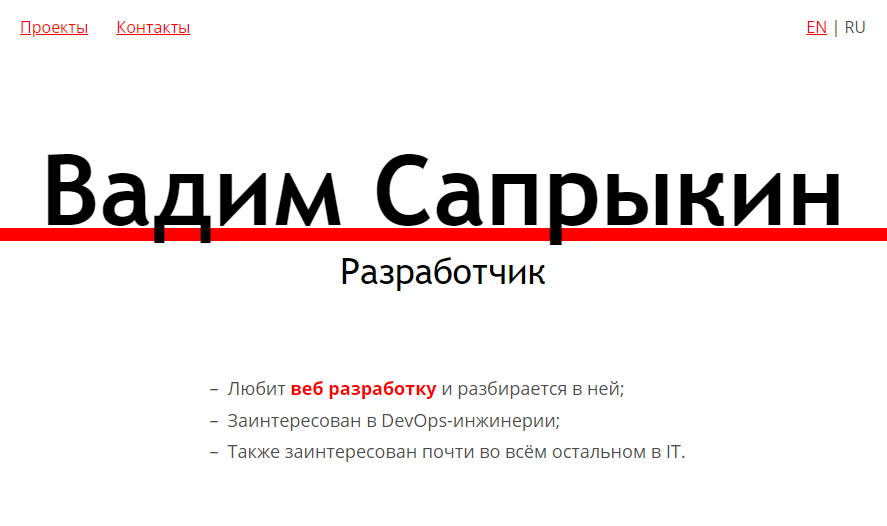 Проекты Контакты EN | RU
Вадим Сапрыкин
Разработчик
– Любит веб разработку и разбирается в ней;
– Заинтересован в DevOps-инжинерии;
– Также заинтересован почти во всём остальном в IT.